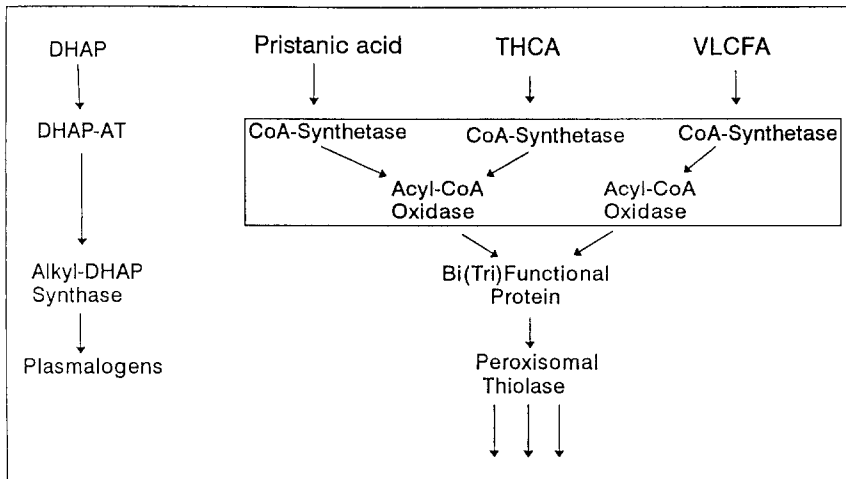 DHAP
Pristanic acid
THCA
VLCFA
DHAP-AT
CoA-Synthetase
CoA-Synthetase
CoA-Synthetase
Acyl-CoA
Oxidase
Acyl-CoA
Oxidase
Alkyl-DHAP
Synthase
Bi(Tri)Functional
Protein
Plasmalogens
Peroxisomal
Thiolase